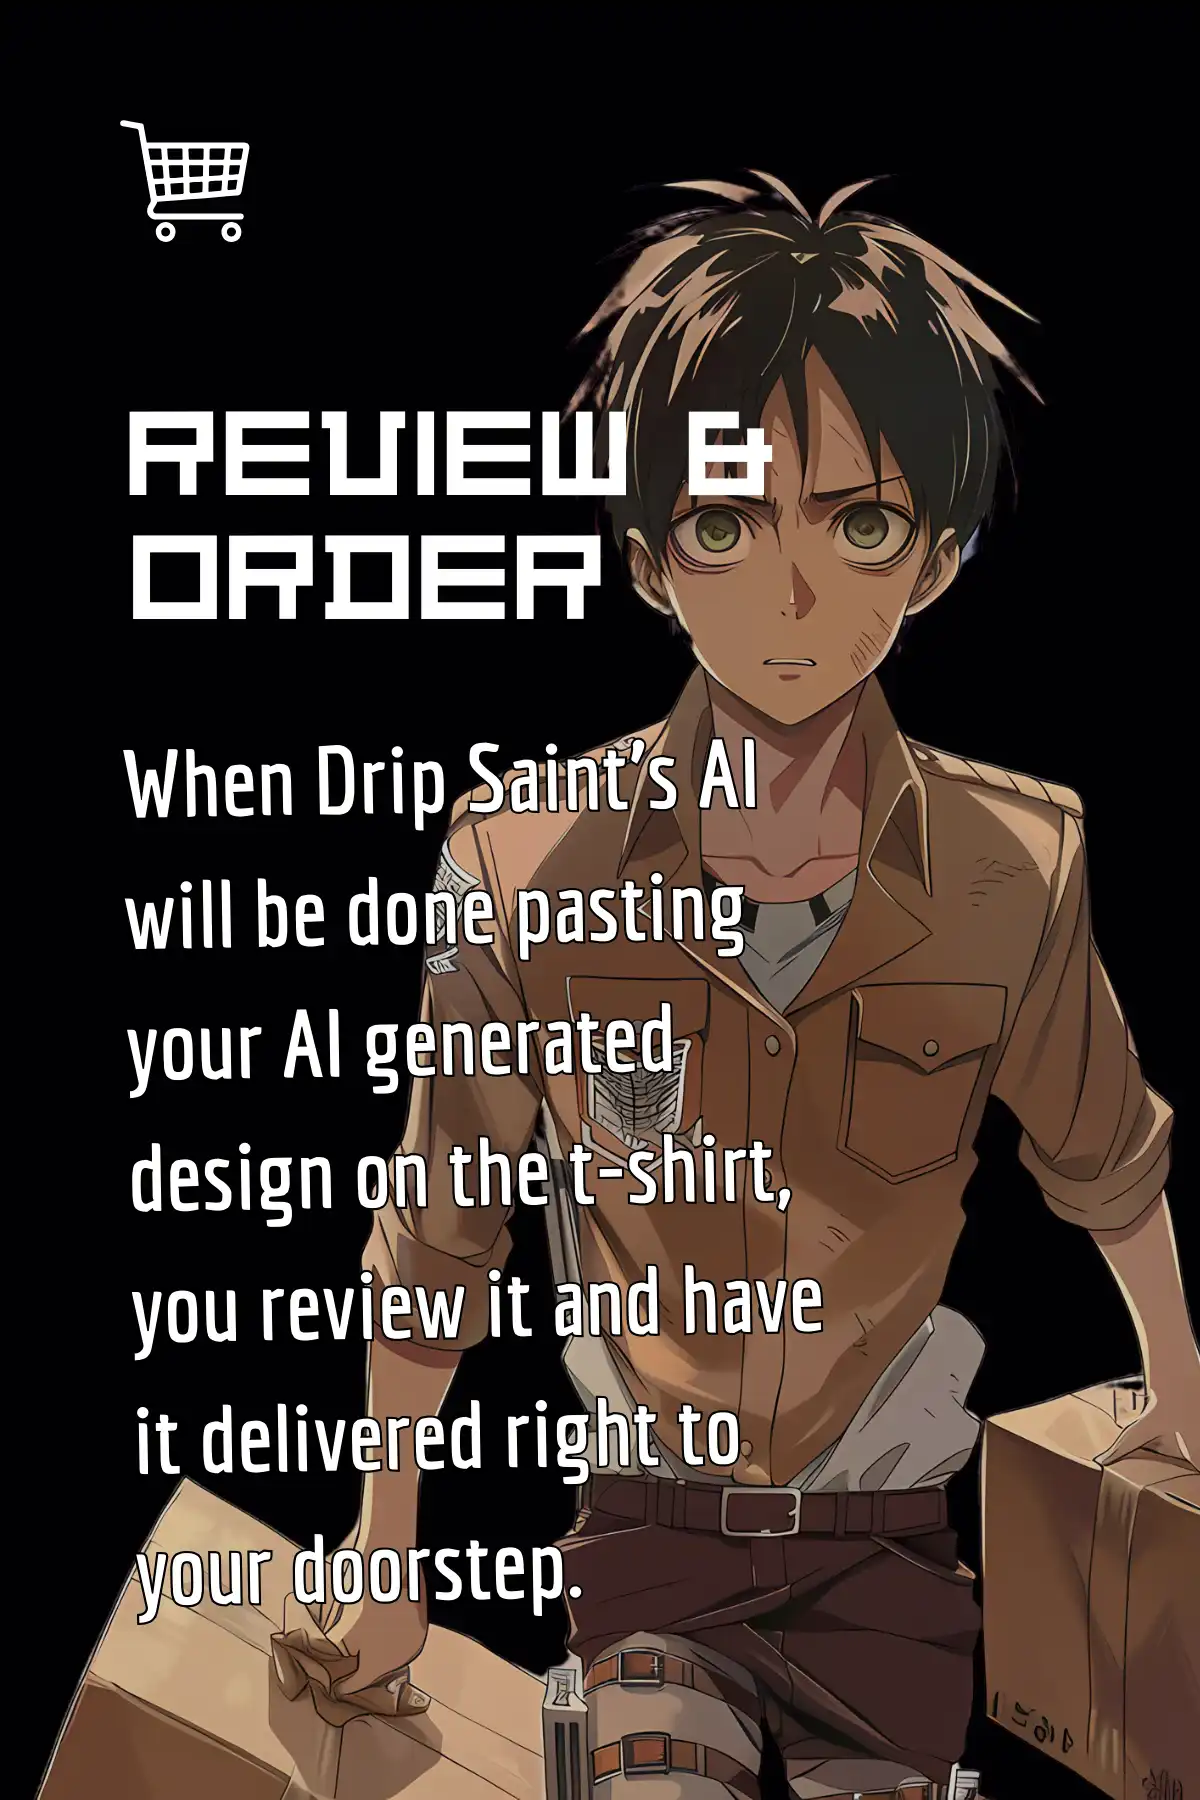 REVIEW &
ORDER
When Drip Saint's AI
will be done pasting
your AI generated
design on the t-shirt,
you review it and have
it delivered right to
your doorstep.